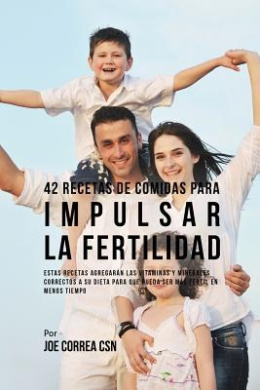 42 RECETAS DE COMIDAS PARA
IMPULSAR
LA FERTILIDAD
ESTAS RECETAS AGREGARÁN LAS VITAMINAS Y MINERALES
CORRECTOS A SU DIETA PARA QUE PUEDA SER MÁS FÉRTIL EN
MENOS TIEMPO
Por
JOE CORREA CSN